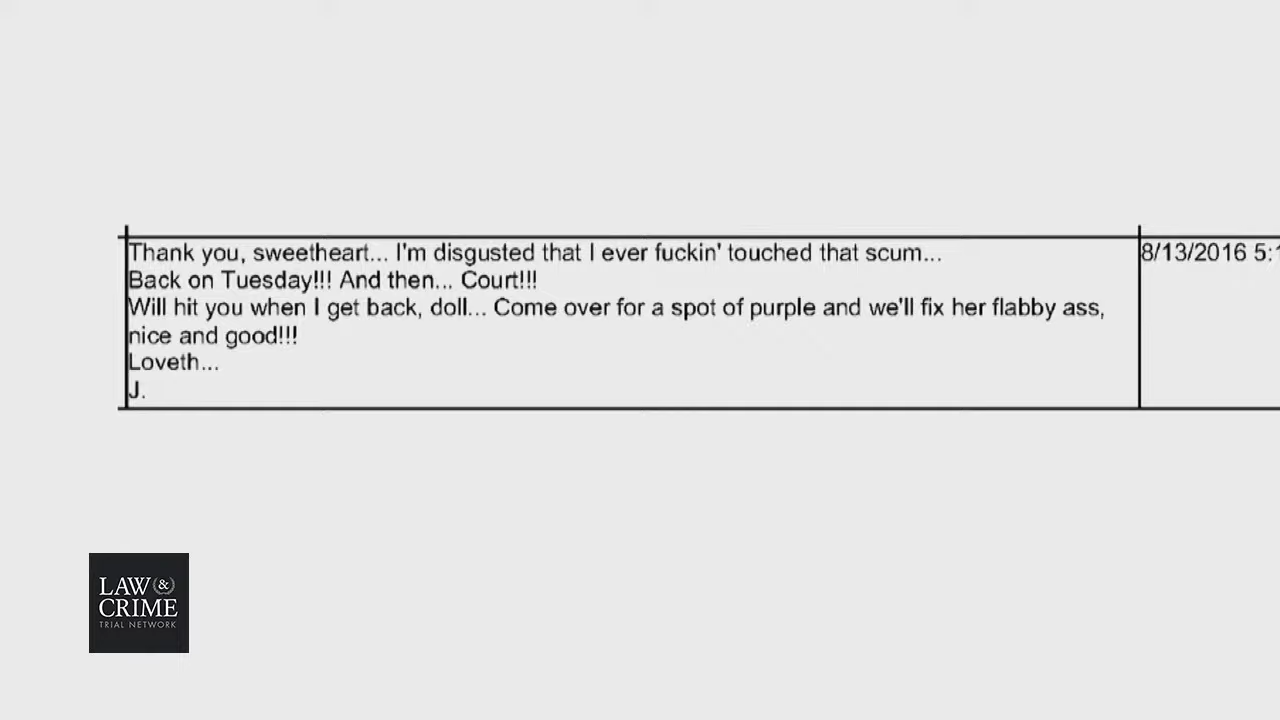 Thank you, sweetheart... I'm disgusted that I ever fuckin' touched that scum...
8/13/2016 5:1
Back on Tuesday!!! And then... Court!!!
Will hit you when I get back, doll... Come over for a spot of purple and we'll fix her flabby ass,
nice and good!!!
Loveth...
J.
LAW &
CRIME
TRIAL NETWORK